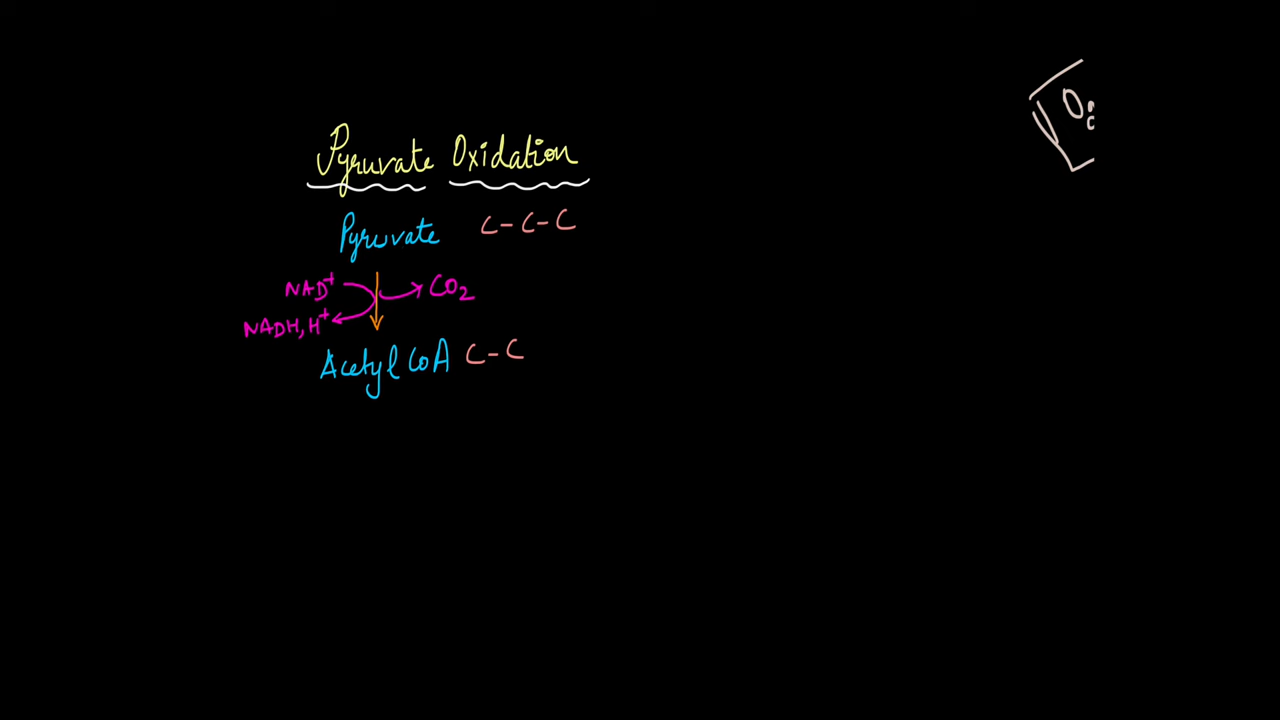 Pyruvate Oxidation
Pyruvate C-C-C
NAD⁺ CO₂
NADH, H⁺
Acetyl CoA C-C